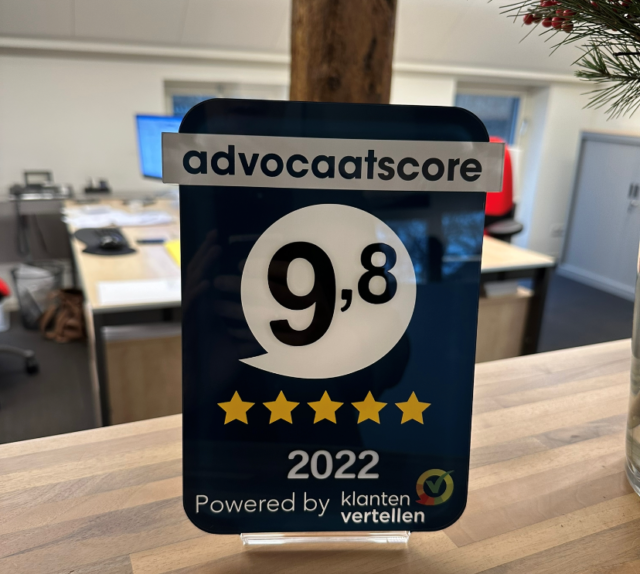 advocaatscore
9,8
2022
Powered by klanten
vertellen